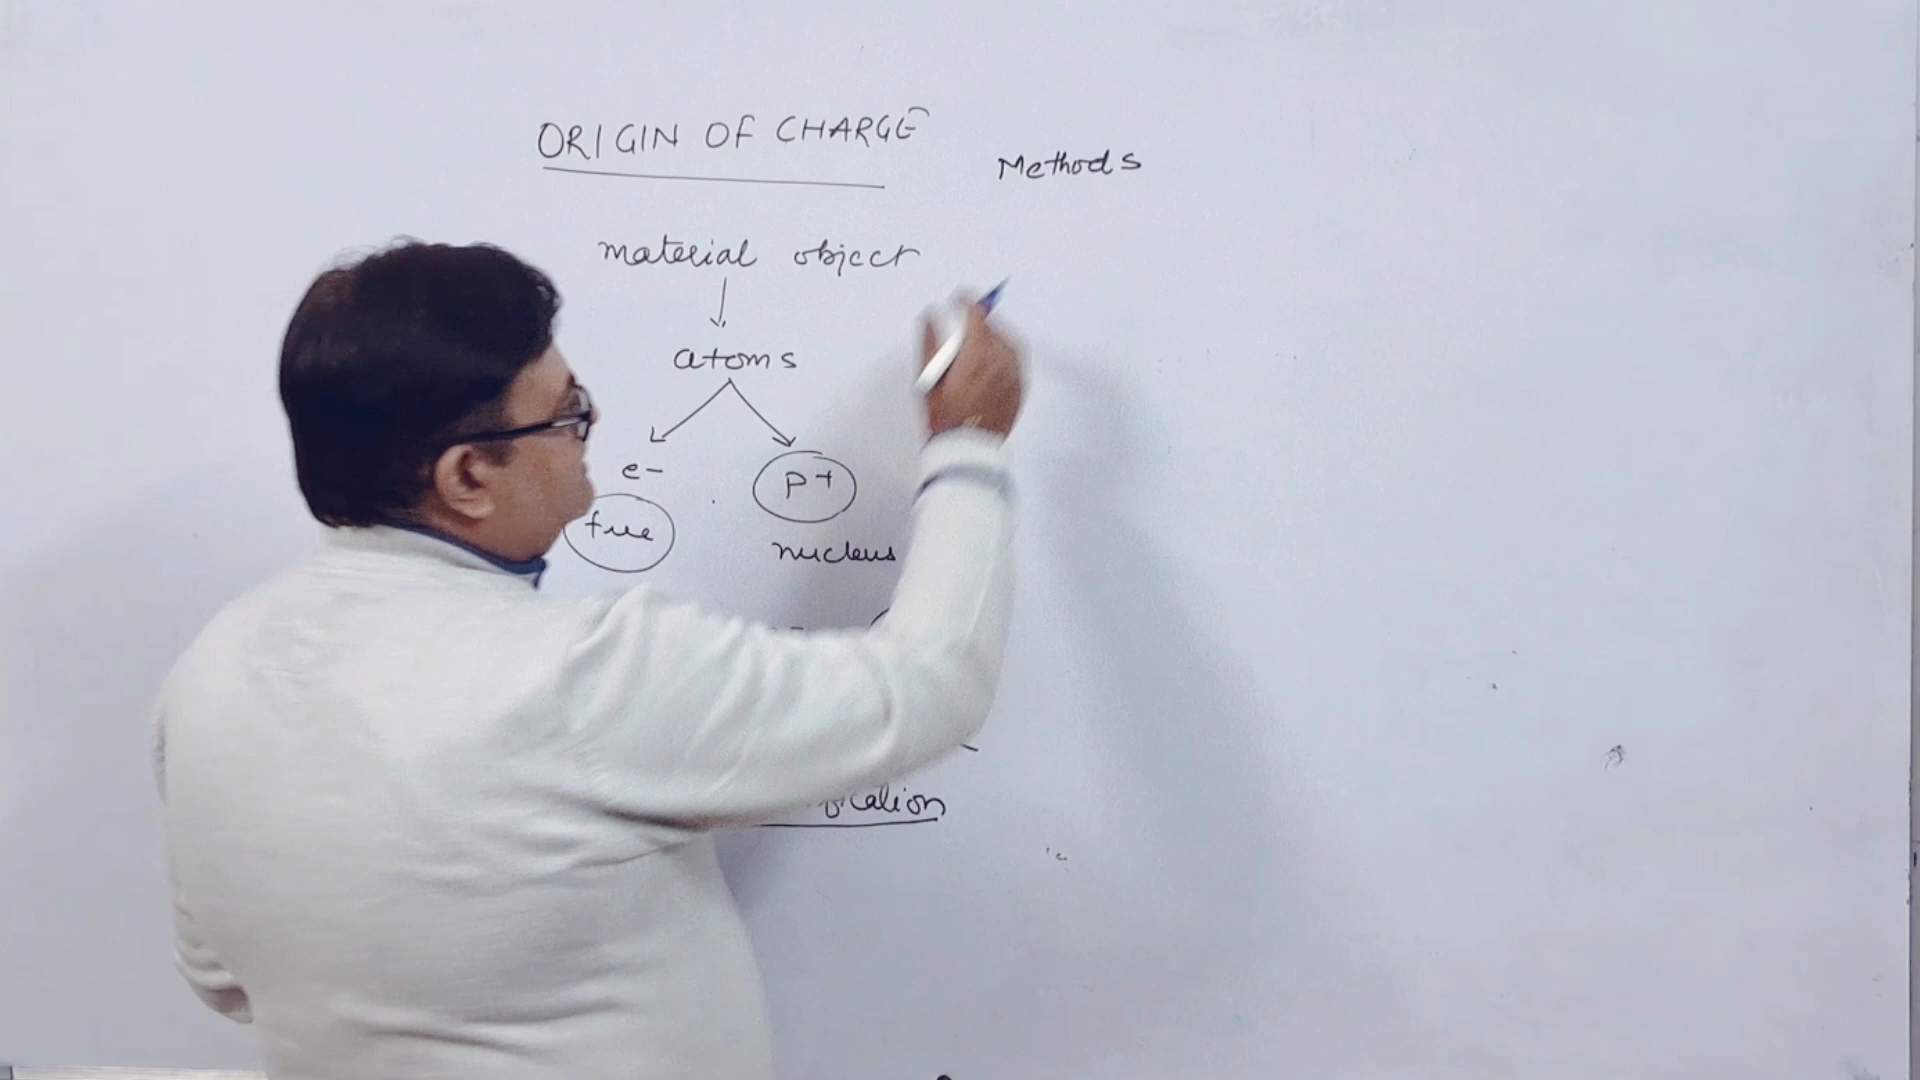 ORIGIN OF CHARGE
Methods
material object
atoms
e-
P+
free
nucleus